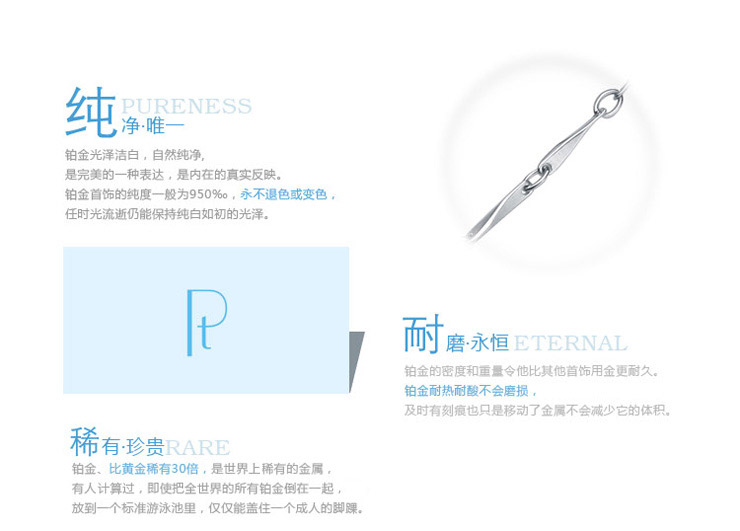 纯净·唯一 PURENESS
铂金光泽洁白，自然纯净,
是完美的一种表达，是内在的真实反映。
铂金首饰的纯度一般为950‰，永不退色或变色，
任时光流逝仍能保持纯白如初的光泽。
Pt
耐磨·永恒 ETERNAL
铂金的密度和重量令他比其他首饰用金更耐久。
铂金耐热耐酸不会磨损，
及时有刻痕也只是移动了金属不会减少它的体积。
稀有·珍贵 RARE
铂金、比黄金稀有30倍，是世界上稀有的金属，
有人计算过，即使把全世界的所有铂金倒在一起，
放到一个标准游泳池里，仅仅能盖住一个成人的脚踝。